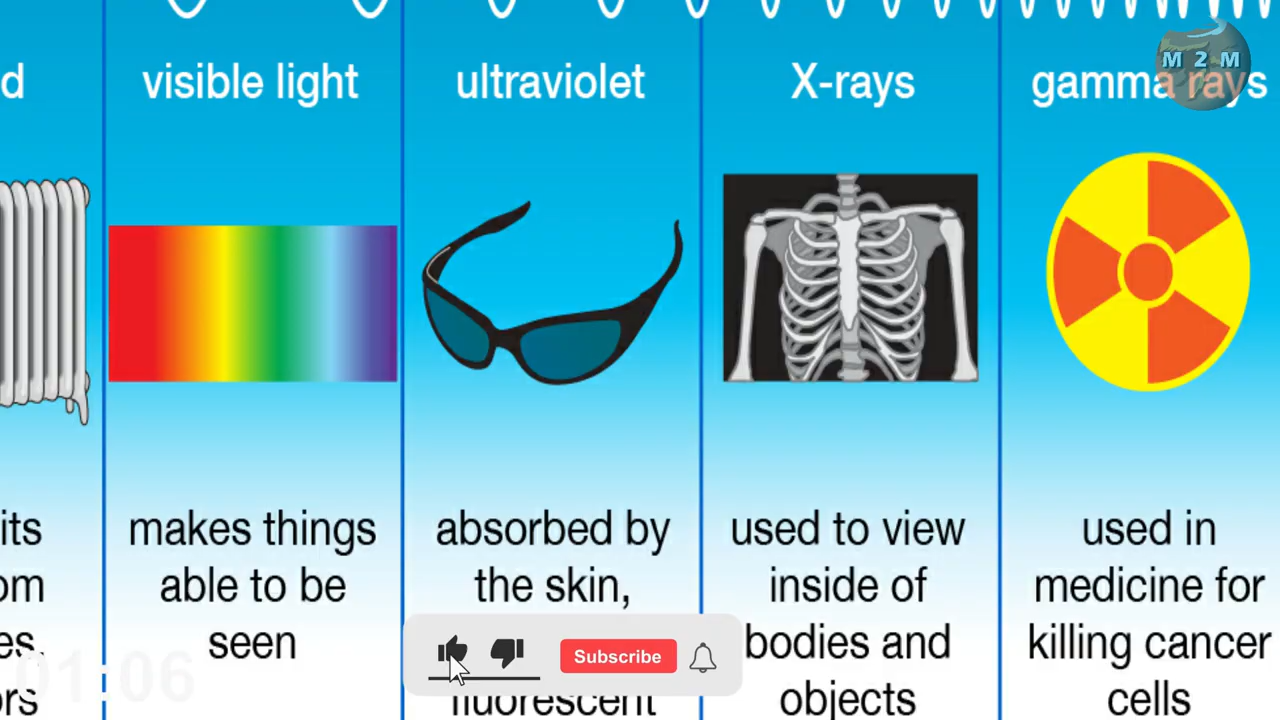 d
visible light
ultraviolet
X-rays
gamma rays
M 2 M
its
om
es.
ors
makes things
able to be
seen
absorbed by
the skin,
fluorescent
used to view
inside of
bodies and
objects
used in
medicine for
killing cancer
cells
Subscribe
01:06